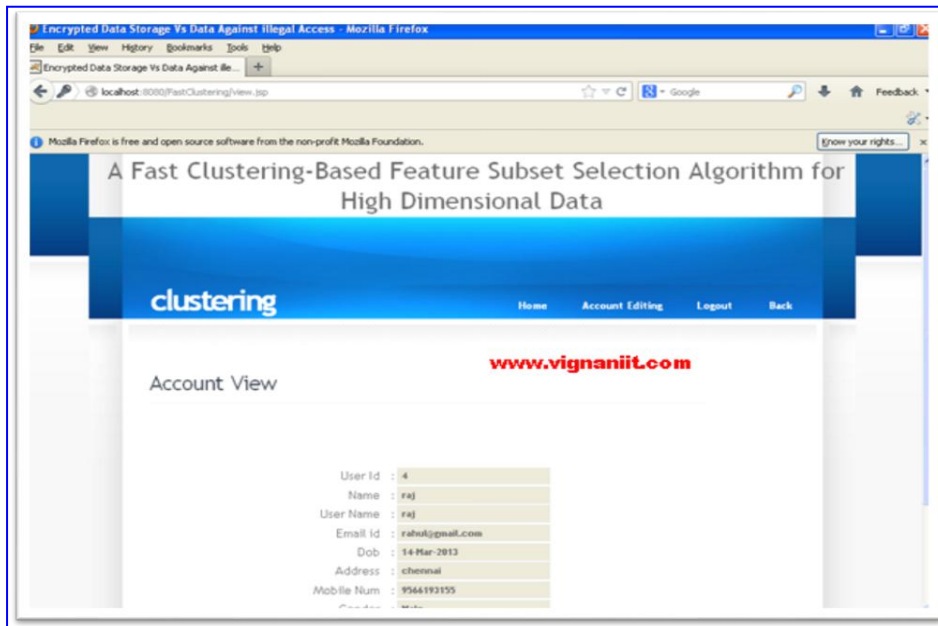 Encrypted Data Storage Vs Data Against illegal Access - Mozilla Firefox
File Edit View History Bookmarks Tools Help
Encrypted Data Storage Vs Data Against ille... +
localhost:8080/FastClustering/view.jsp Google Feedback
Mozilla Firefox is free and open source software from the non-profit Mozilla Foundation. Know your rights... x
A Fast Clustering-Based Feature Subset Selection Algorithm for
High Dimensional Data
clustering Home Account Editing Logout Back
www.vignaniit.com
Account View
User Id : 4
Name : raj
User Name : raj
Email id : rahul@gmail.com
Dob : 14-Mar-2013
Address : chennai
Mobile Num : 9566193155